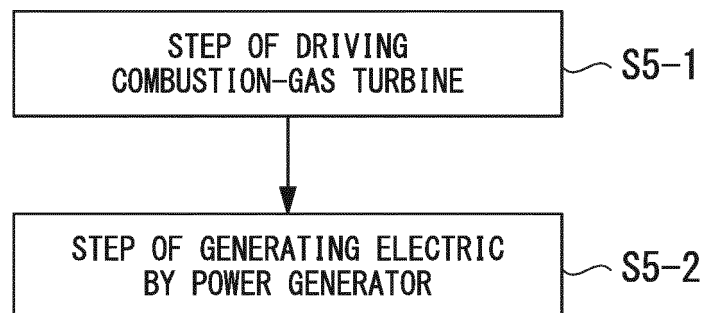 STEP OF DRIVING
COMBUSTION-GAS TURBINE
S5-1
STEP OF GENERATING ELECTRIC
BY POWER GENERATOR
S5-2